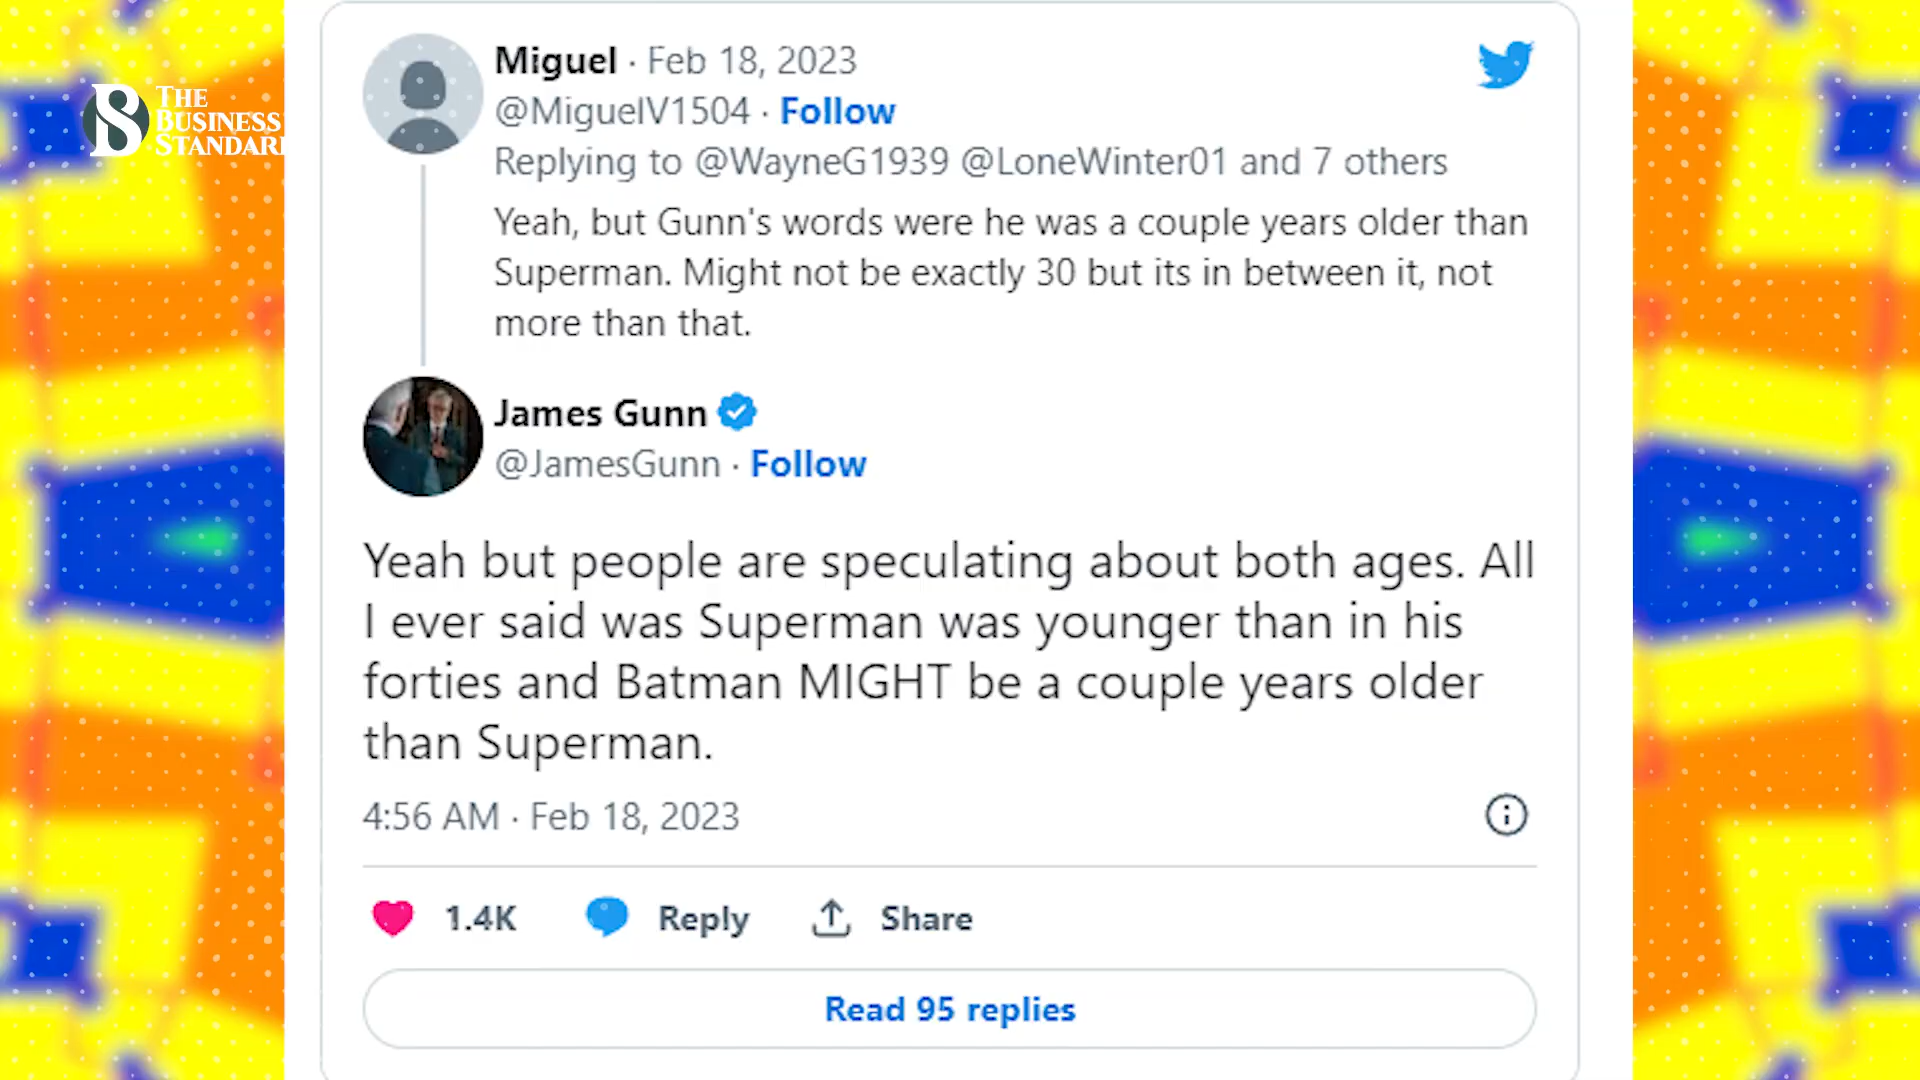 THE
BUSINESS
STANDAR
Miguel · Feb 18, 2023
@MiguelV1504 · Follow
Replying to @WayneG1939 @LoneWinter01 and 7 others
Yeah, but Gunn's words were he was a couple years older than
Superman. Might not be exactly 30 but its in between it, not
more than that.
James Gunn
@JamesGunn · Follow
Yeah but people are speculating about both ages. All
I ever said was Superman was younger than in his
forties and Batman MIGHT be a couple years older
than Superman.
4:56 AM · Feb 18, 2023
1.4K Reply Share
Read 95 replies